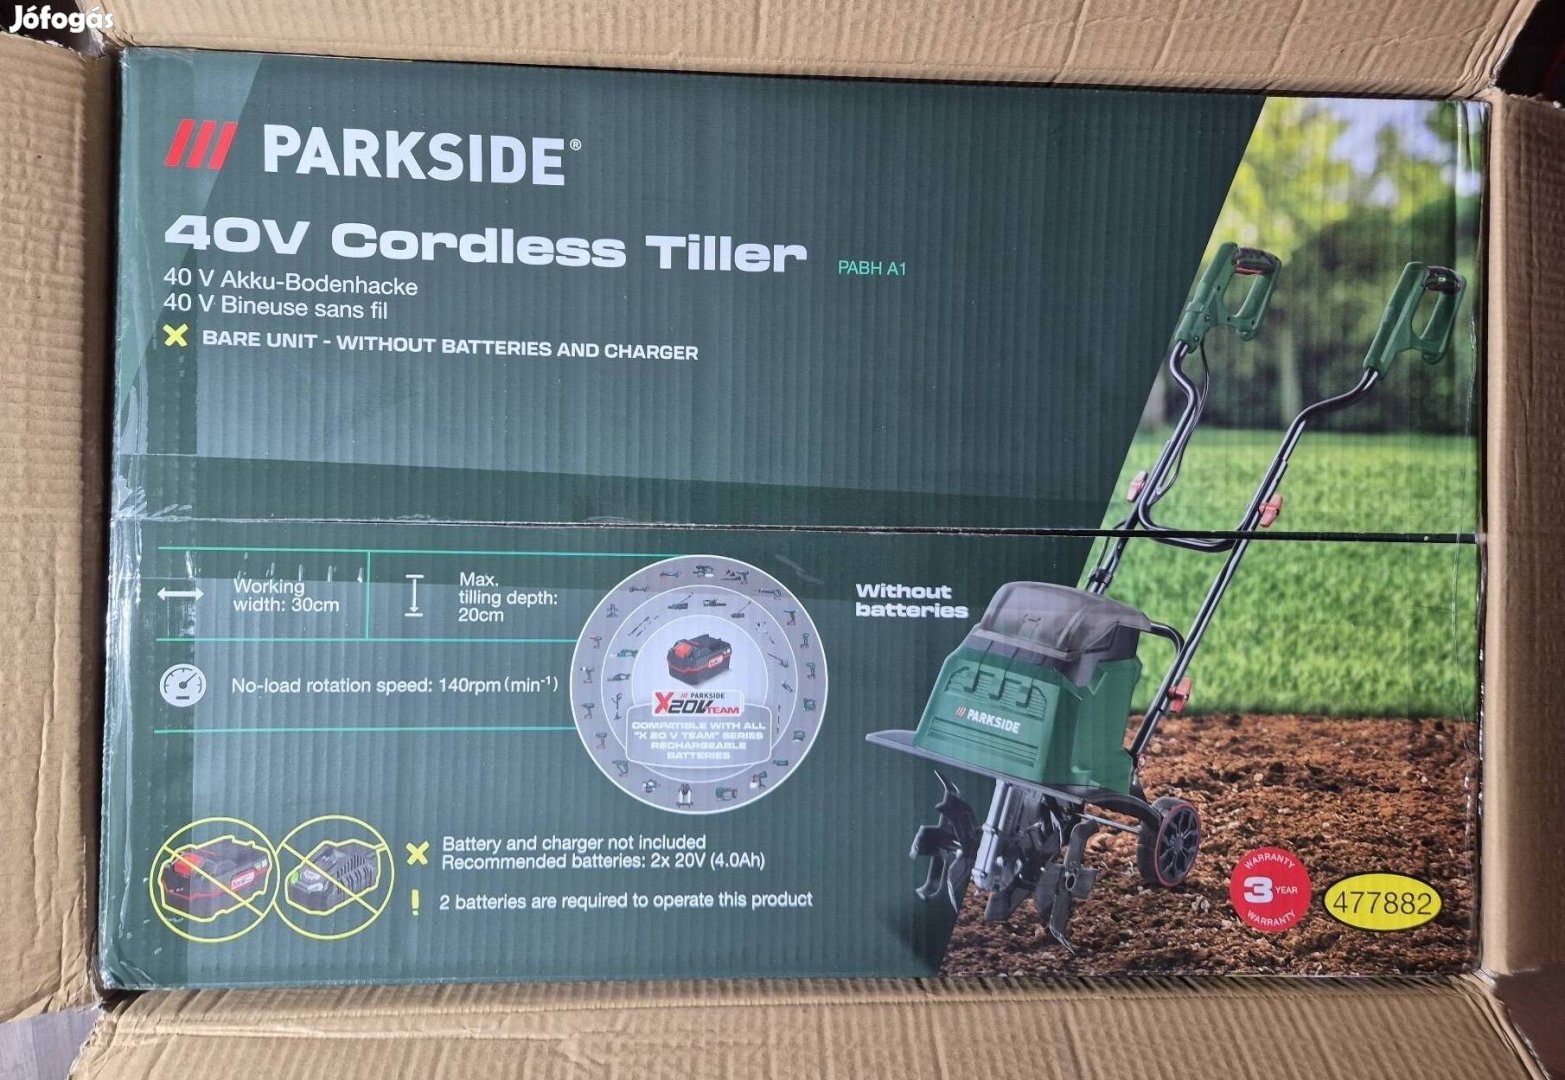 Jófogás
PARKSIDE®
40V Cordless Tiller PABH A1
40 V Akku-Bodenhacke
40 V Bineuse sans fil
BARE UNIT - WITHOUT BATTERIES AND CHARGER
Working
width: 30cm
Max.
tilling depth:
20cm
No-load rotation speed: 140rpm (min⁻¹)
PARKSIDE
X20V TEAM
COMPATIBLE WITH ALL
"X 20 V TEAM" SERIES
RECHARGEABLE
BATTERIES
Without
batteries
PARKSIDE
Battery and charger not included
Recommended batteries: 2x 20V (4.0Ah)
! 2 batteries are required to operate this product
WARRANTY
3 YEAR
WARRANTY
477882